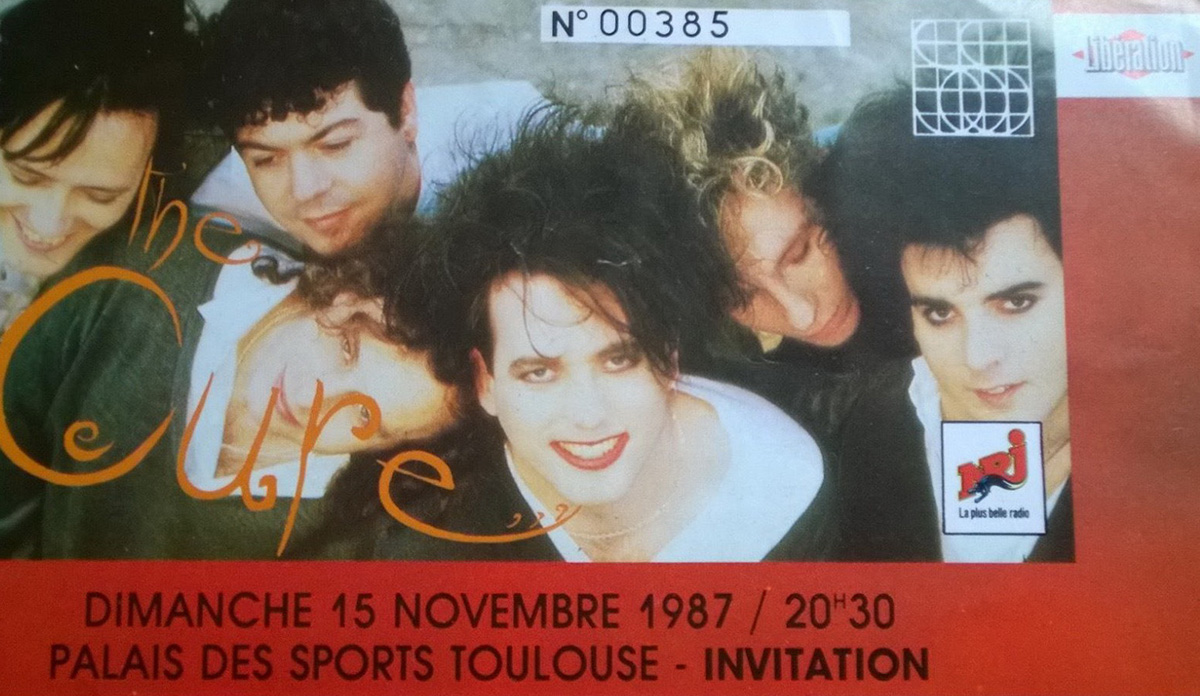 N° 00385
Libération
The
Cure...
NRJ
La plus belle radio
DIMANCHE 15 NOVEMBRE 1987 / 20H30
PALAIS DES SPORTS TOULOUSE - INVITATION